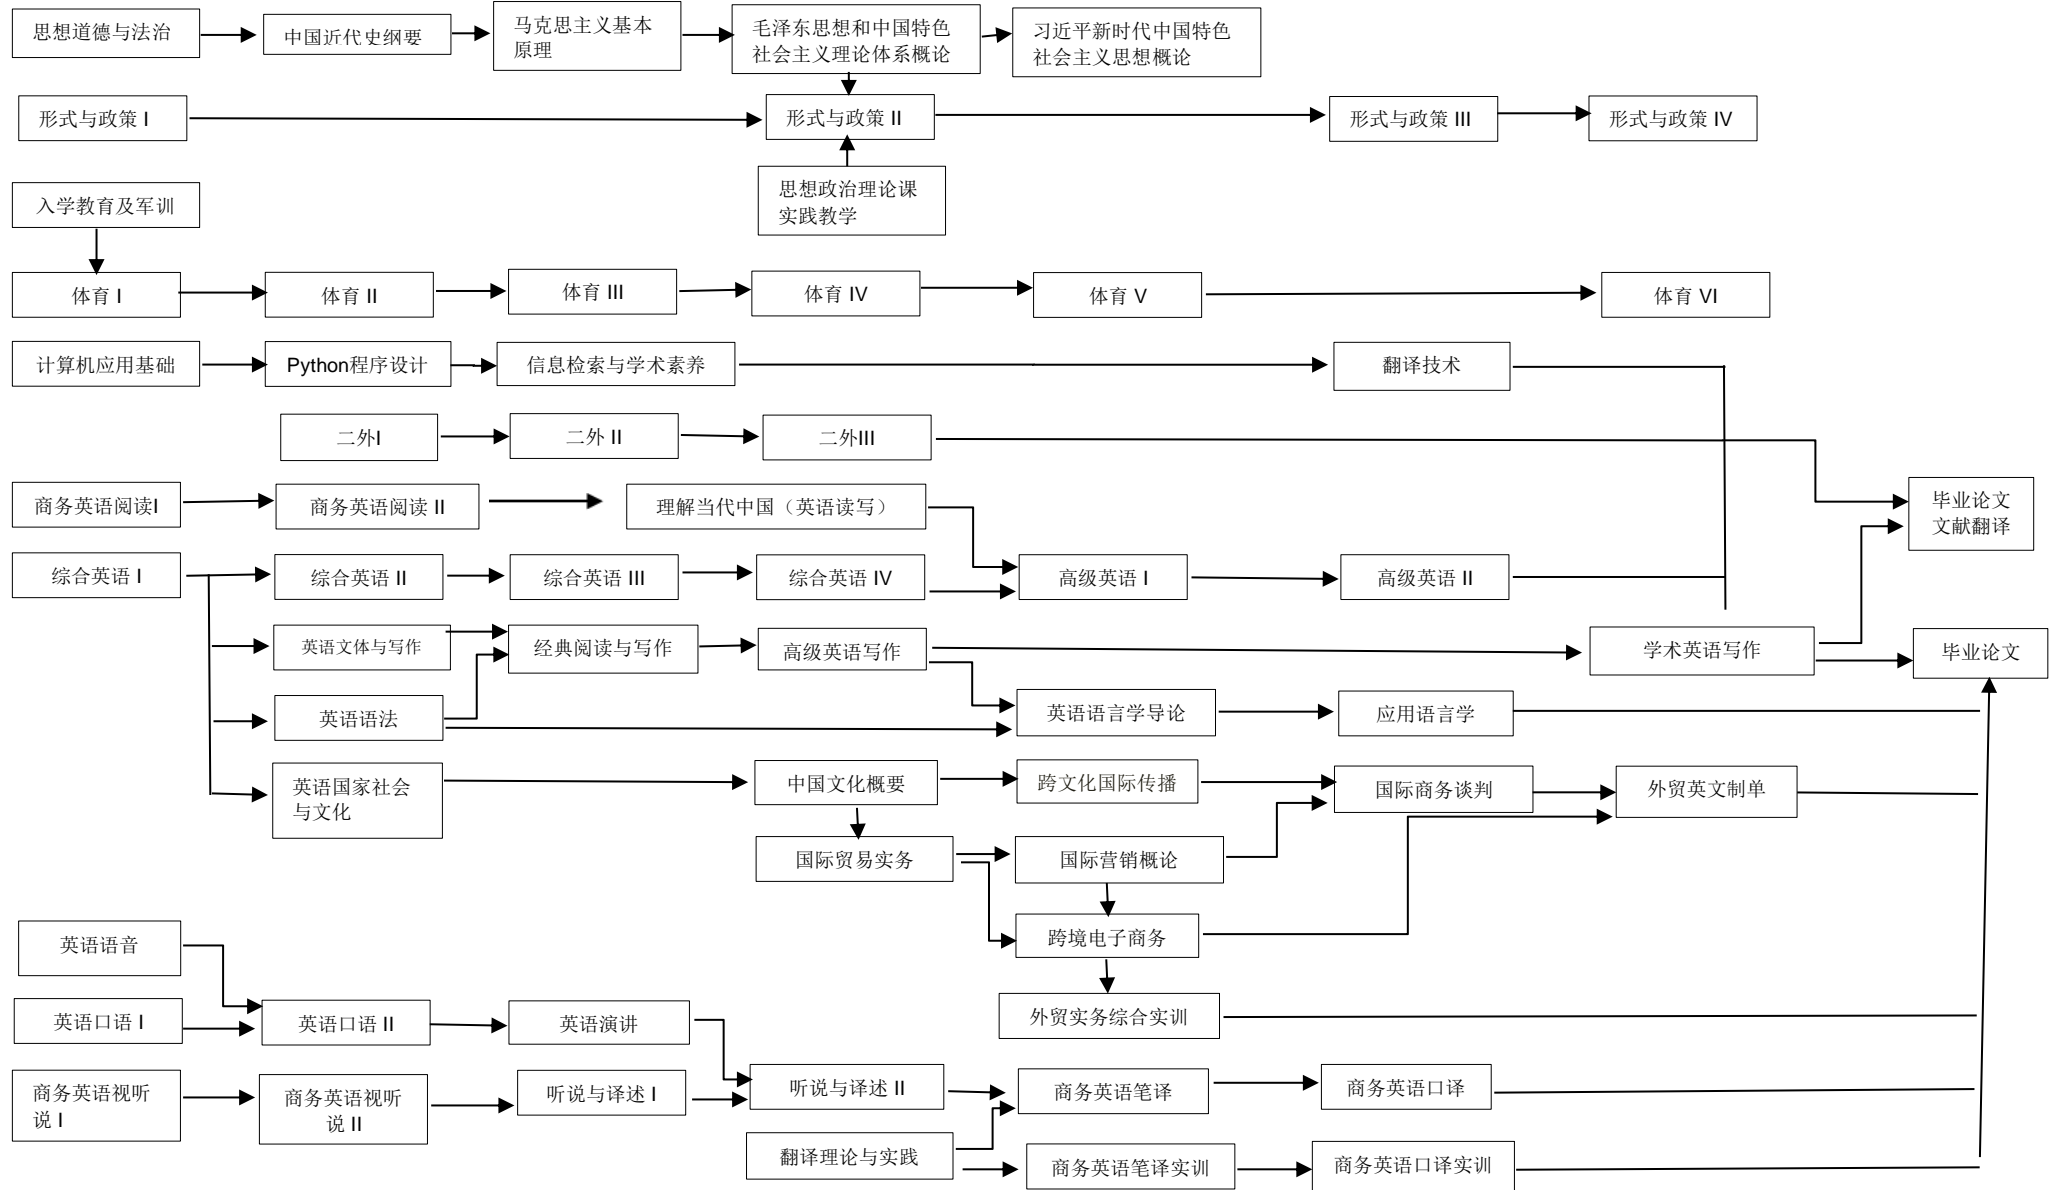 思想道德与法治
中国近代史纲要
马克思主义基本
原理
毛泽东思想和中国特色
社会主义理论体系概论
习近平新时代中国特色
社会主义思想概论
形式与政策 I
形式与政策 II
形式与政策 III
形式与政策 IV
思想政治理论课
实践教学
入学教育及军训
体育 I
体育 II
体育 III
体育 IV
体育 V
体育 VI
计算机应用基础
Python程序设计
信息检索与学术素养
翻译技术
二外I
二外 II
二外III
商务英语阅读I
商务英语阅读 II
理解当代中国（英语读写）
毕业论文
文献翻译
综合英语 I
综合英语 II
综合英语 III
综合英语 IV
高级英语 I
高级英语 II
英语文体与写作
经典阅读与写作
高级英语写作
学术英语写作
毕业论文
英语语法
英语语言学导论
应用语言学
英语国家社会
与文化
中国文化概要
跨文化国际传播
国际商务谈判
外贸英文制单
国际贸易实务
国际营销概论
英语语音
跨境电子商务
英语口语 I
英语口语 II
英语演讲
外贸实务综合实训
商务英语视听
说 I
商务英语视听
说 II
听说与译述 I
听说与译述 II
商务英语笔译
商务英语口译
翻译理论与实践
商务英语笔译实训
商务英语口译实训